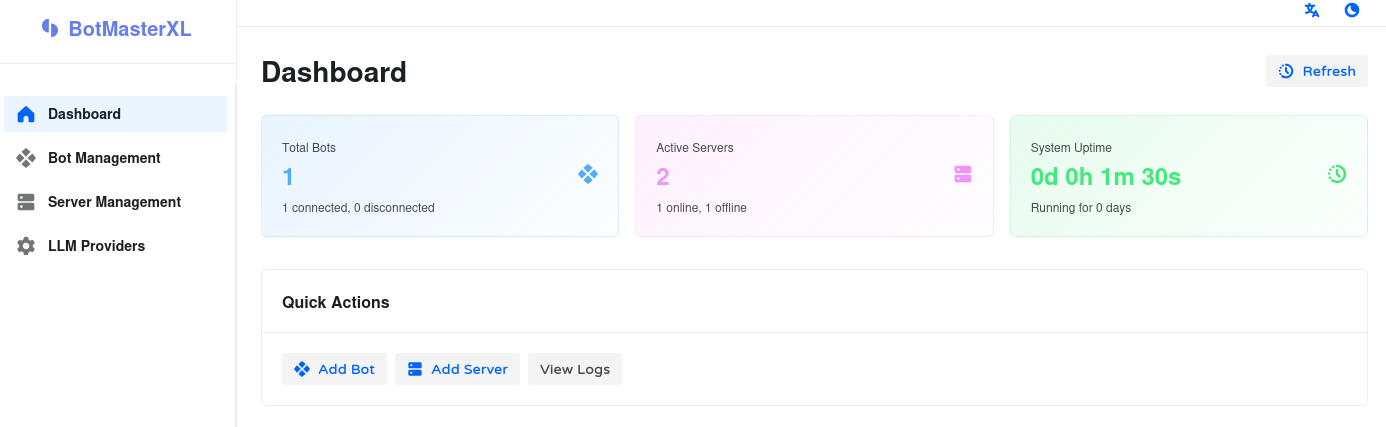 BotMasterXL
Dashboard
Bot Management
Server Management
LLM Providers
Dashboard
Refresh
Total Bots
1
1 connected, 0 disconnected
Active Servers
2
1 online, 1 offline
System Uptime
0d 0h 1m 30s
Running for 0 days
Quick Actions
Add Bot
Add Server
View Logs